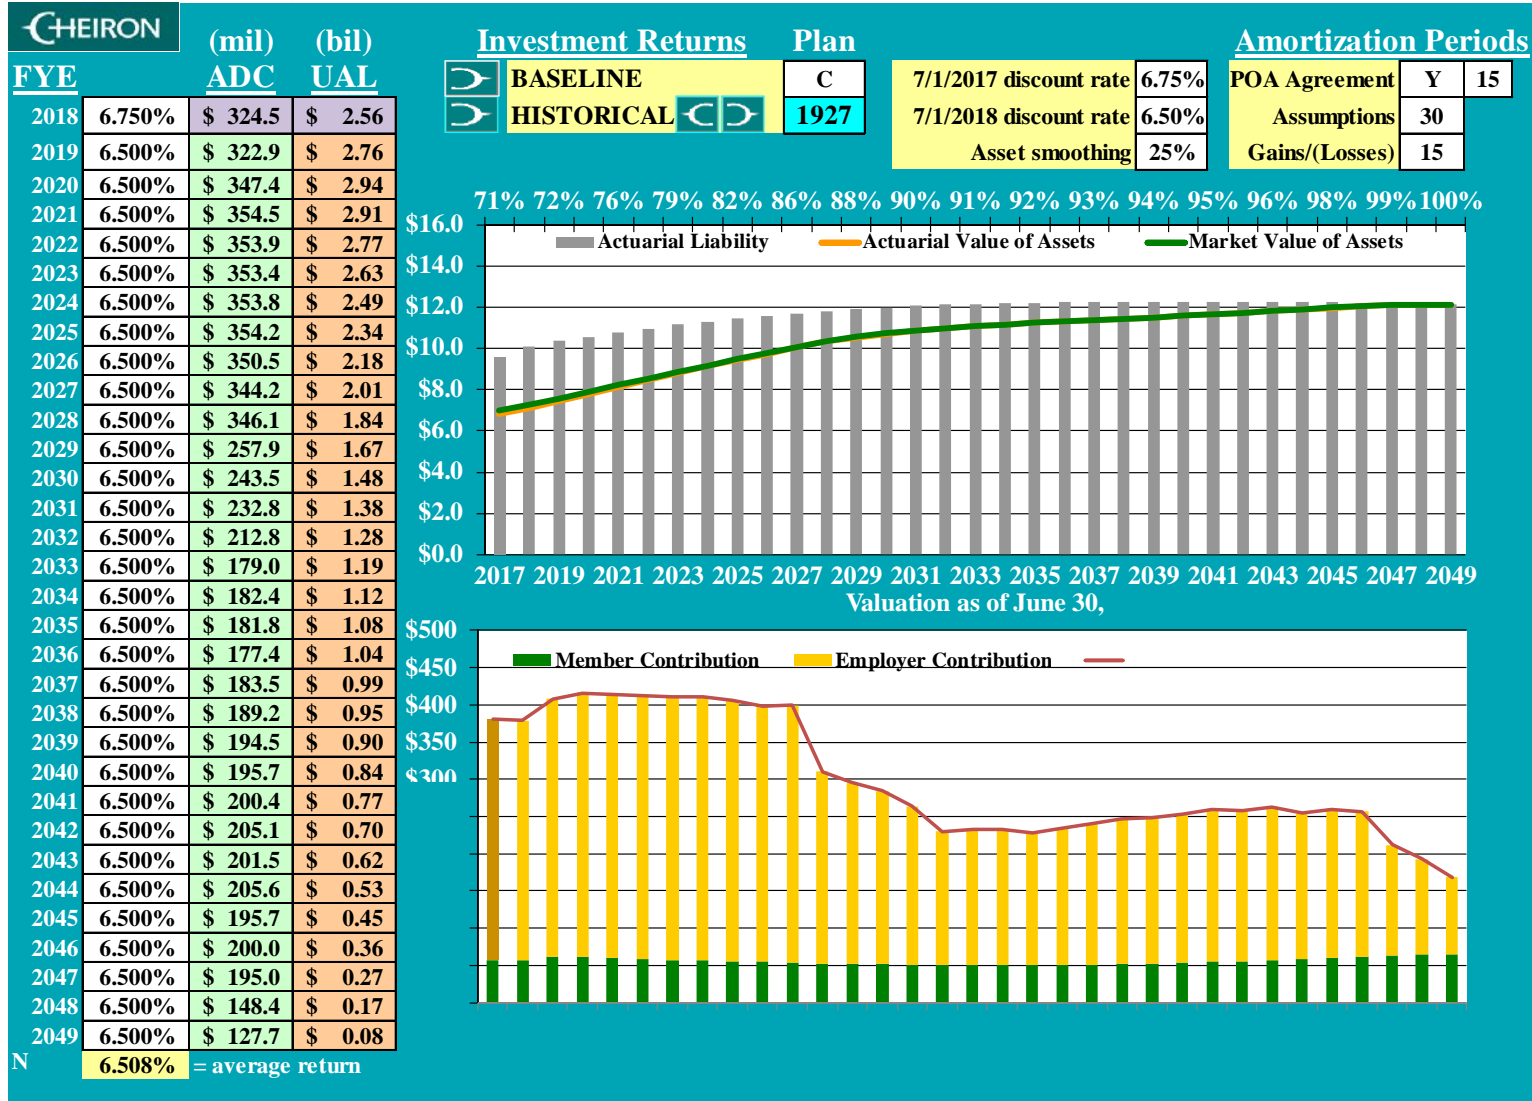 CHEIRON
(mil) (bil)
FYE ADC UAL
2018 6.750% $ 324.5 $ 2.56
2019 6.500% $ 322.9 $ 2.76
2020 6.500% $ 347.4 $ 2.94
2021 6.500% $ 354.5 $ 2.91
2022 6.500% $ 353.9 $ 2.77
2023 6.500% $ 353.4 $ 2.63
2024 6.500% $ 353.8 $ 2.49
2025 6.500% $ 354.2 $ 2.34
2026 6.500% $ 350.5 $ 2.18
2027 6.500% $ 344.2 $ 2.01
2028 6.500% $ 346.1 $ 1.84
2029 6.500% $ 257.9 $ 1.67
2030 6.500% $ 243.5 $ 1.48
2031 6.500% $ 232.8 $ 1.38
2032 6.500% $ 212.8 $ 1.28
2033 6.500% $ 179.0 $ 1.19
2034 6.500% $ 182.4 $ 1.12
2035 6.500% $ 181.8 $ 1.08
2036 6.500% $ 177.4 $ 1.04
2037 6.500% $ 183.5 $ 0.99
2038 6.500% $ 189.2 $ 0.95
2039 6.500% $ 194.5 $ 0.90
2040 6.500% $ 195.7 $ 0.84
2041 6.500% $ 200.4 $ 0.77
2042 6.500% $ 205.1 $ 0.70
2043 6.500% $ 201.5 $ 0.62
2044 6.500% $ 205.6 $ 0.53
2045 6.500% $ 195.7 $ 0.45
2046 6.500% $ 200.0 $ 0.36
2047 6.500% $ 195.0 $ 0.27
2048 6.500% $ 148.4 $ 0.17
2049 6.500% $ 127.7 $ 0.08
N 6.508% = average return
Investment Returns Plan
BASELINE C
HISTORICAL 1927
7/1/2017 discount rate 6.75%
7/1/2018 discount rate 6.50%
Asset smoothing 25%
Amortization Periods
POA Agreement Y 15
Assumptions 30
Gains/(Losses) 15
71% 72% 76% 79% 82% 86% 88% 90% 91% 92% 93% 94% 95% 96% 98% 99% 100%
Actuarial Liability Actuarial Value of Assets Market Value of Assets
$16.0
$14.0
$12.0
$10.0
$8.0
$6.0
$4.0
$2.0
$0.0
2017 2019 2021 2023 2025 2027 2029 2031 2033 2035 2037 2039 2041 2043 2045 2047 2049
Valuation as of June 30,
Member Contribution Employer Contribution
$500
$450
$400
$350
$300